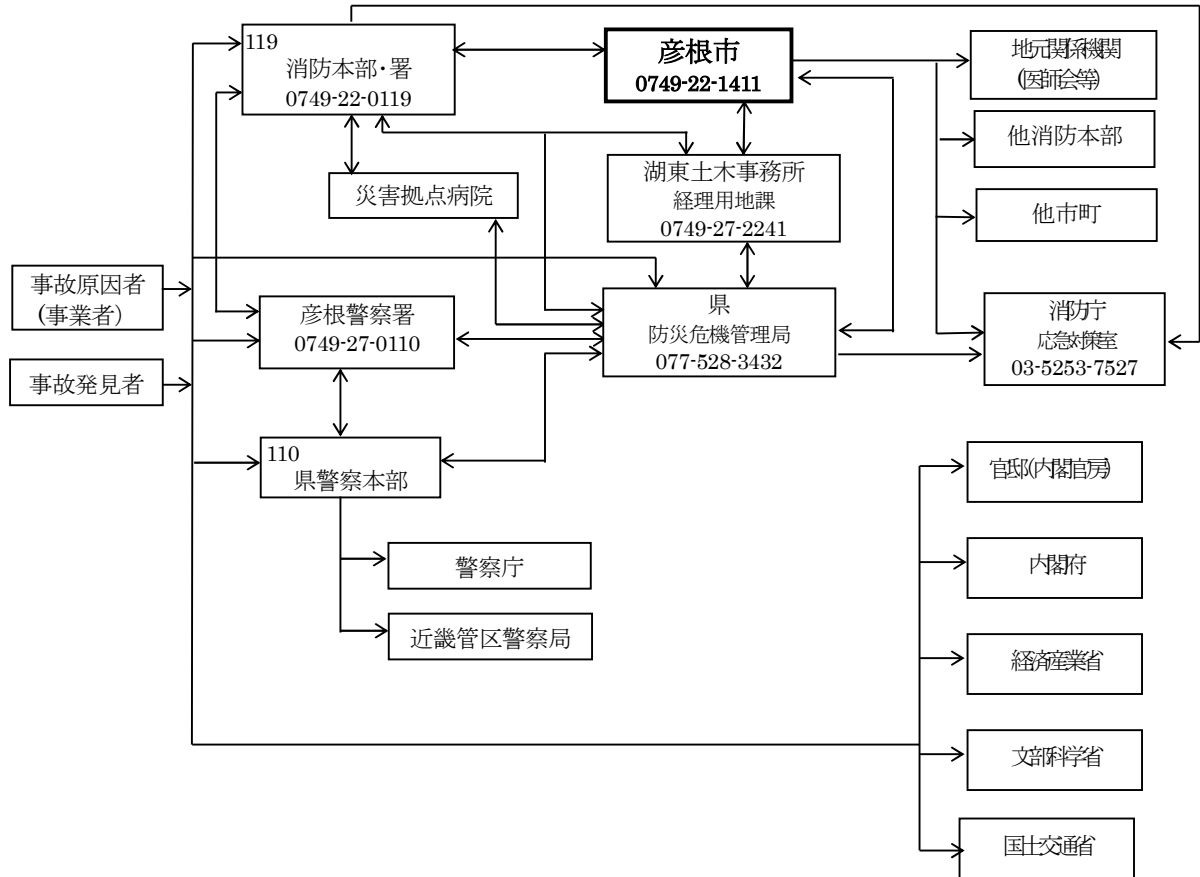 119
消防本部・署
0749-22-0119
彦根市
0749-22-1411
地元関係機関
(医師会等)
他消防本部
他市町
災害拠点病院
湖東土木事務所
経理用地課
0749-27-2241
事故原因者
(事業者)
事故発見者
彦根警察署
0749-27-0110
県
防災危機管理局
077-528-3432
消防庁
応急対策室
03-5253-7527
110
県警察本部
警察庁
近畿管区警察局
官邸(内閣官房)
内閣府
経済産業省
文部科学省
国土交通省